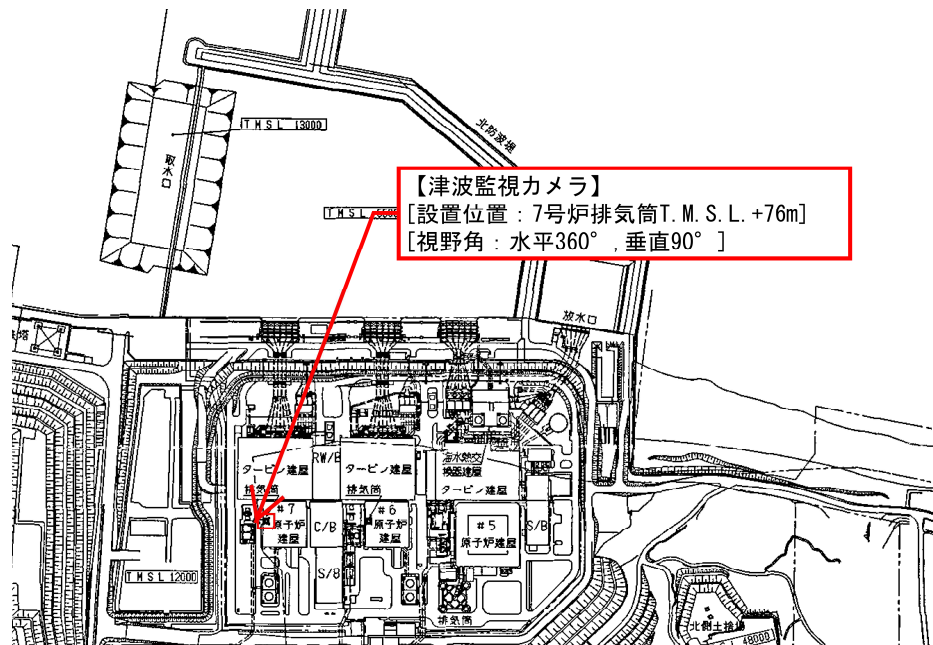 TMSL 13000
北防波堤
取水口
【津波監視カメラ】
[設置位置：7号炉排気筒T.M.S.L.+76m]
[視野角：水平360°,垂直90°]
TMSL
放水口
RW/B
タービン建屋
タービン建屋
海水熱交
換器建屋
タービン建屋
排気筒
排気筒
#7
原子炉
建屋
C/B
#6
原子炉
建屋
#5
原子炉建屋
S/B
S/B
TMSL 12000
排気筒
北側土捨場
48000